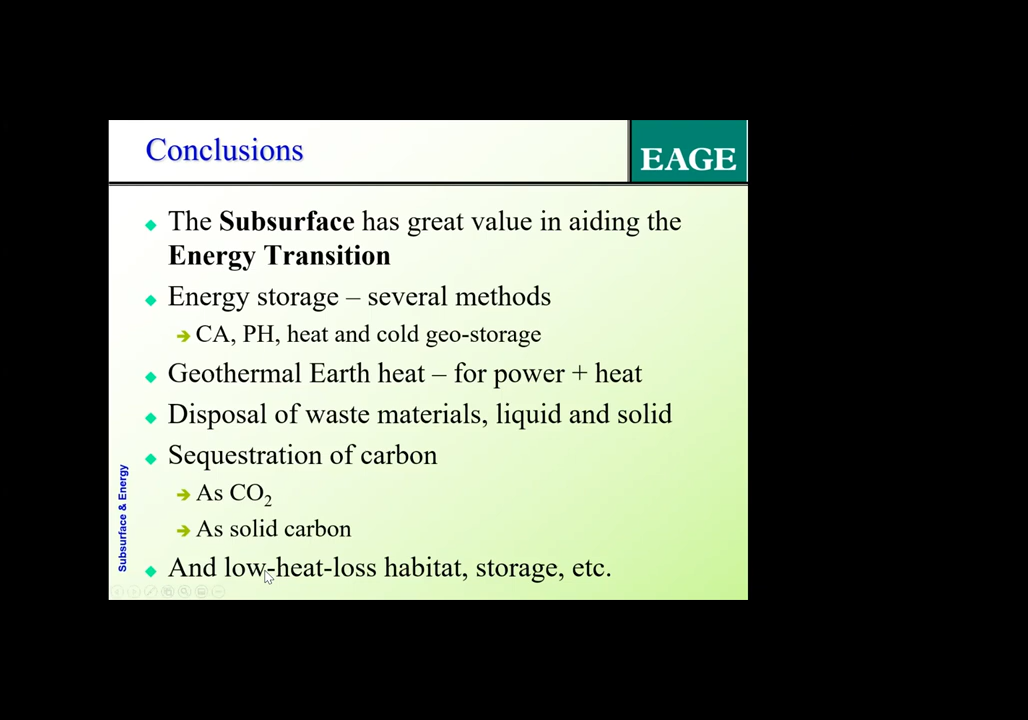 Conclusions
EAGE
The Subsurface has great value in aiding the
Energy Transition
Energy storage – several methods
CA, PH, heat and cold geo-storage
Geothermal Earth heat – for power + heat
Disposal of waste materials, liquid and solid
Sequestration of carbon
As CO₂
As solid carbon
And low-heat-loss habitat, storage, etc.
Subsurface & Energy